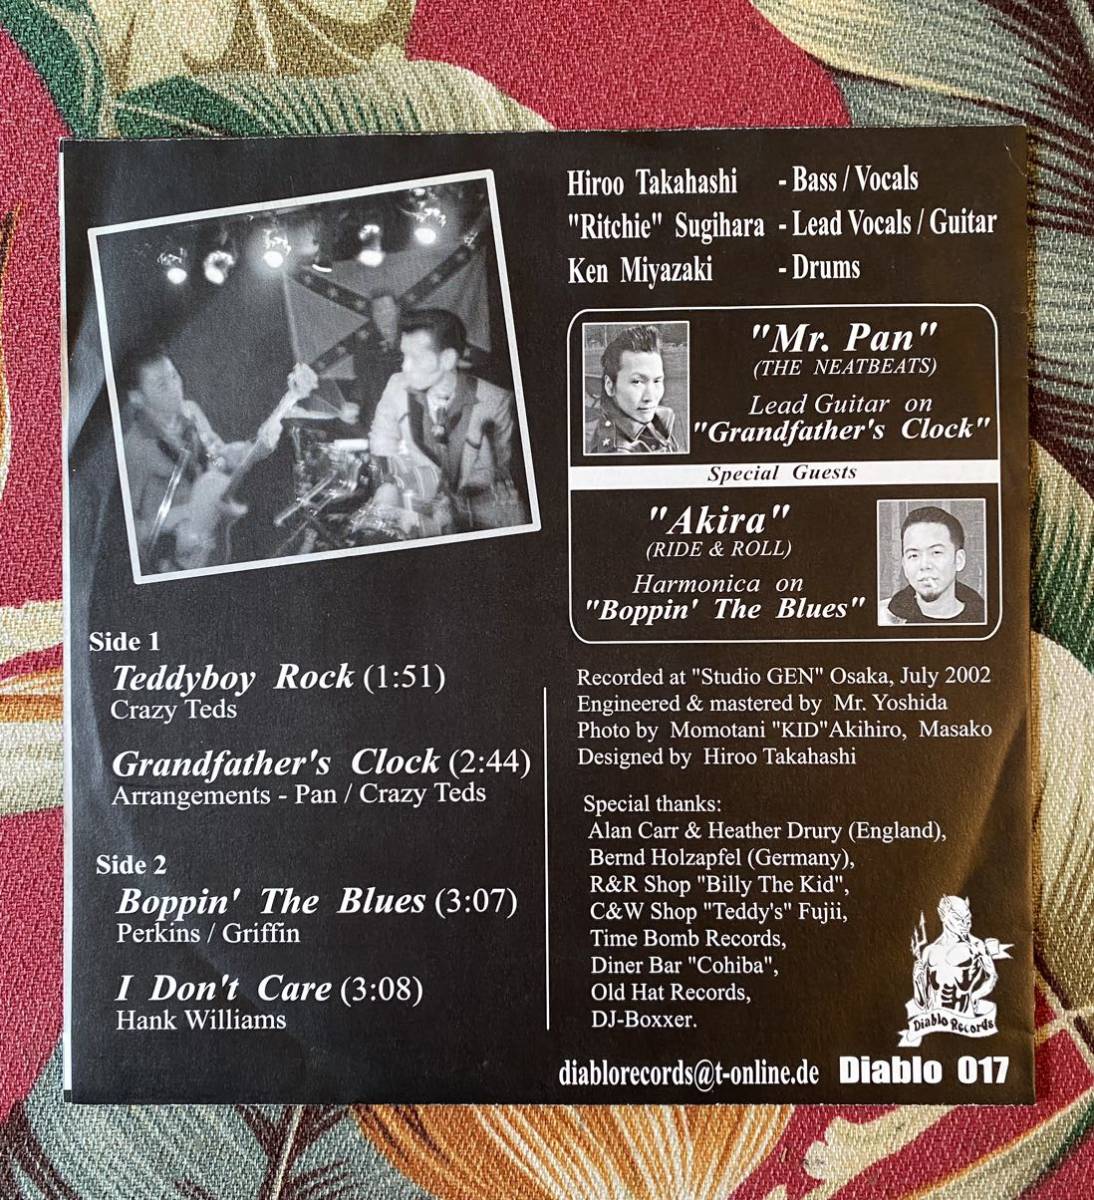 Hiroo Takahashi - Bass / Vocals
"Ritchie" Sugihara - Lead Vocals / Guitar
Ken Miyazaki - Drums
"Mr. Pan"
(THE NEATBEATS)
Lead Guitar on
"Grandfather's Clock"
Special Guests
"Akira"
(RIDE & ROLL)
Harmonica on
"Boppin' The Blues"
Side 1
Teddyboy Rock (1:51)
Crazy Teds
Grandfather's Clock (2:44)
Arrangements - Pan / Crazy Teds
Side 2
Boppin' The Blues (3:07)
Perkins / Griffin
I Don't Care (3:08)
Hank Williams
Recorded at "Studio GEN" Osaka, July 2002
Engineered & mastered by Mr. Yoshida
Photo by Momotani "KID"Akihiro, Masako
Designed by Hiroo Takahashi
Special thanks:
Alan Carr & Heather Drury (England),
Bernd Holzapfel (Germany),
R&R Shop "Billy The Kid",
C&W Shop "Teddy's" Fujii,
Time Bomb Records,
Diner Bar "Cohiba",
Old Hat Records,
DJ-Boxxer.
Diablo Records
diablorecords@t-online.de Diablo 017